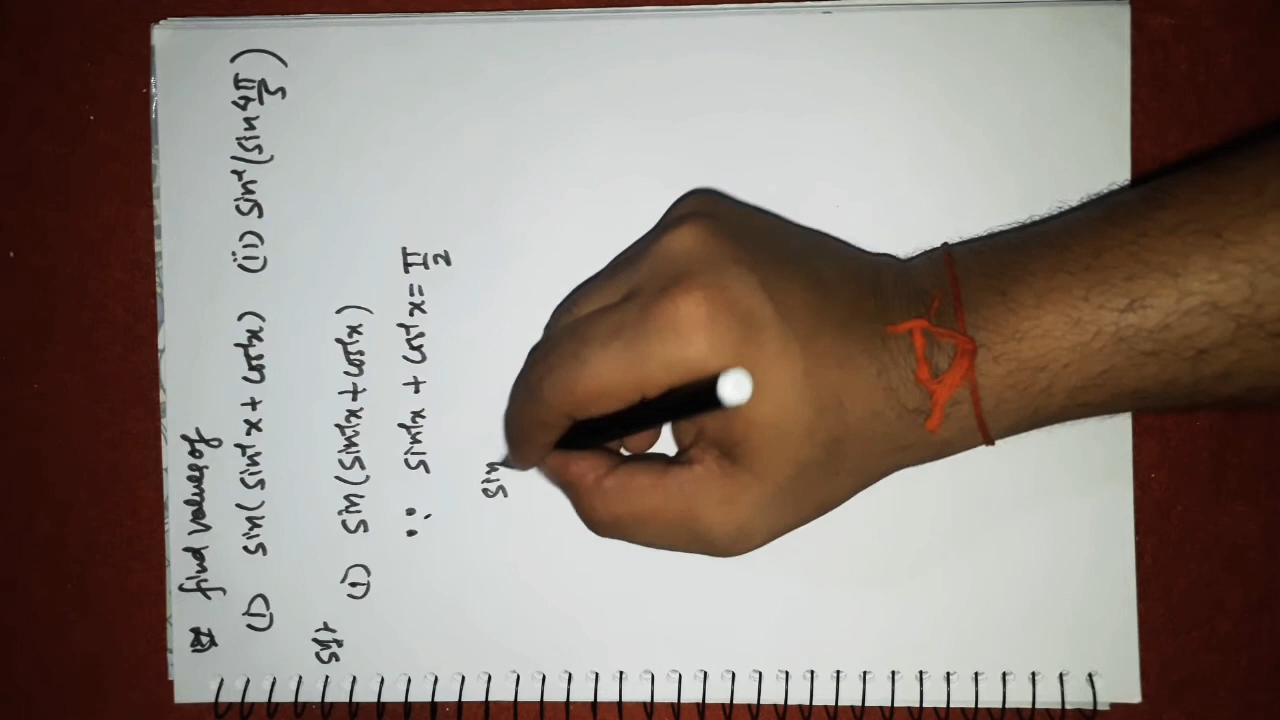 Q1 find values of
(i) sin(sin⁻¹x + cos⁻¹x) (ii) sin⁻¹(sin 4π/5)
(i) sin(sin⁻¹x + cos⁻¹x)
∵ sin⁻¹x + cos⁻¹x = π/2
sin